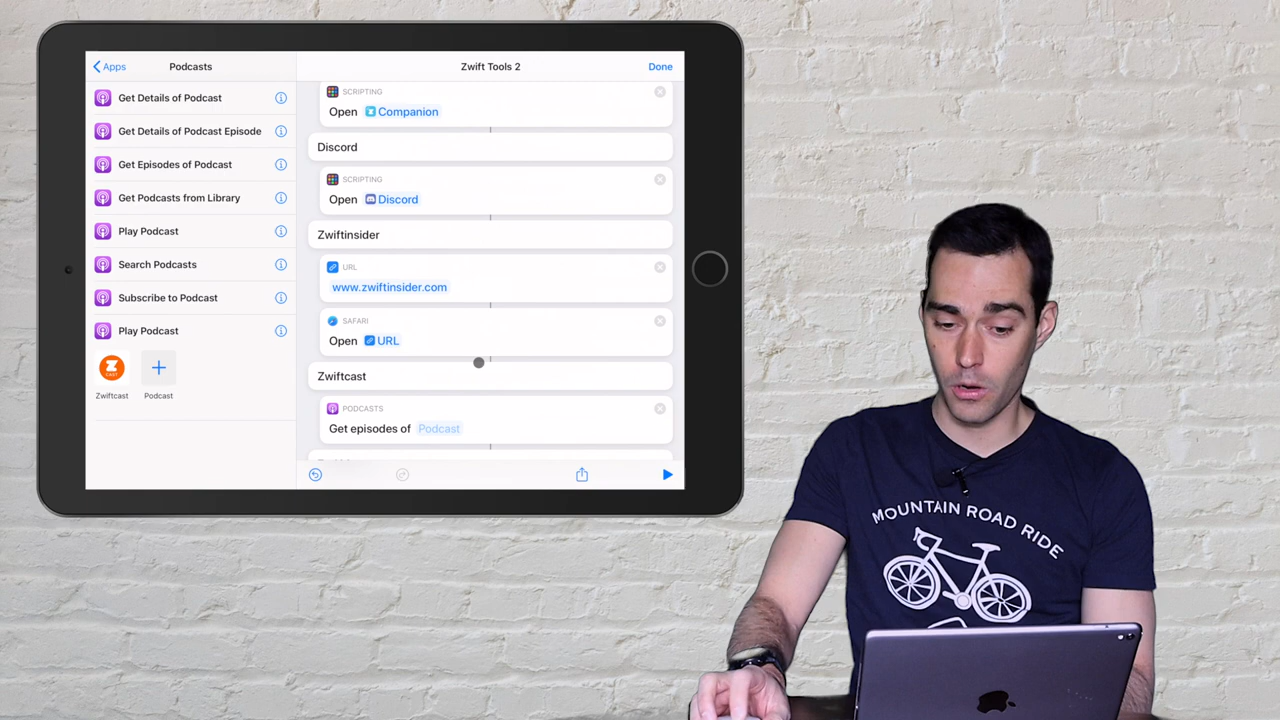 Apps
Podcasts
Zwift Tools 2
Done
Get Details of Podcast
Get Details of Podcast Episode
Get Episodes of Podcast
Get Podcasts from Library
Play Podcast
Search Podcasts
Subscribe to Podcast
Play Podcast
Z
CAST
Zwiftcast
Podcast
SCRIPTING
Open Companion
Discord
SCRIPTING
Open Discord
Zwiftinsider
URL
www.zwiftinsider.com
SAFARI
Open URL
Zwiftcast
PODCASTS
Get episodes of Podcast
MOUNTAIN ROAD RIDE